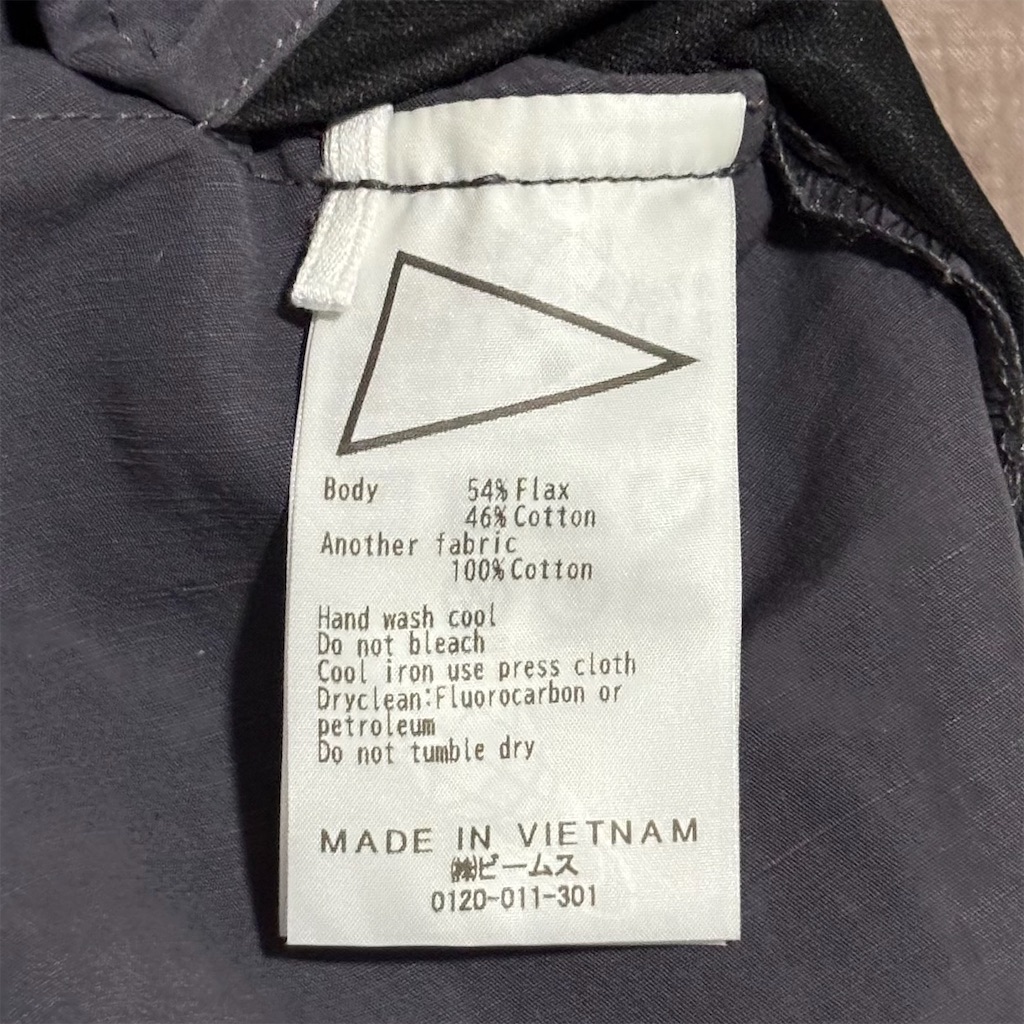 Body 54% Flax
46% Cotton
Another fabric
100% Cotton
Hand wash cool
Do not bleach
Cool iron use press cloth
Dryclean:Fluorocarbon or
petroleum
Do not tumble dry
MADE IN VIETNAM
㈱ビームス
0120-011-301